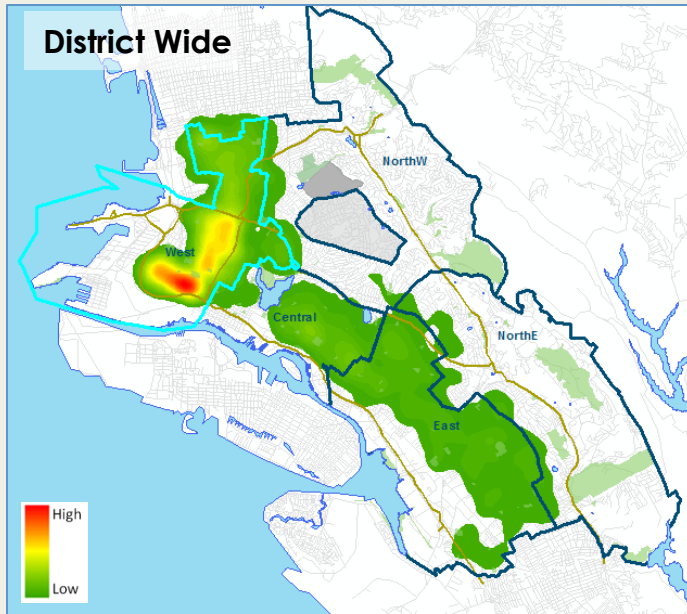 District Wide
NorthW
West
Central
NorthE
East
High
Low